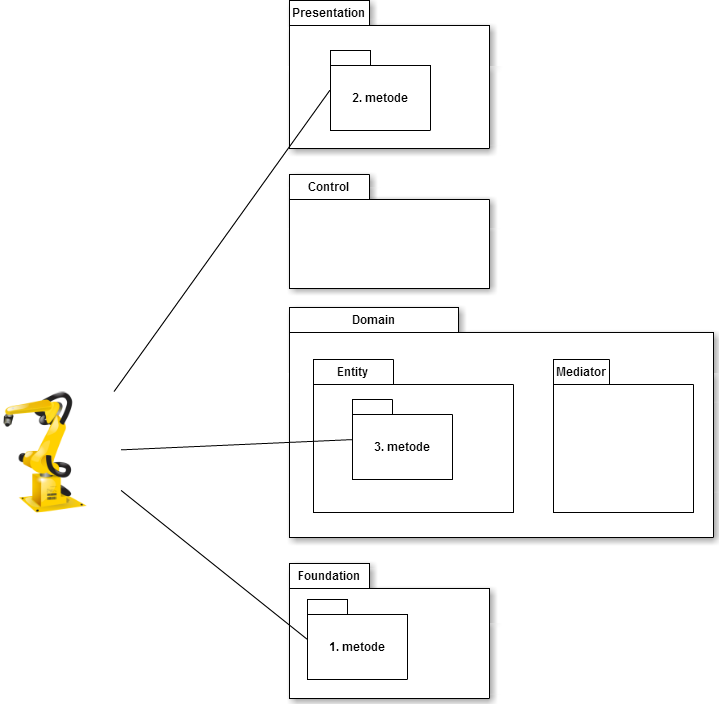 Presentation
2. metode
Control
Domain
Entity
Mediator
3. metode
Foundation
1. metode